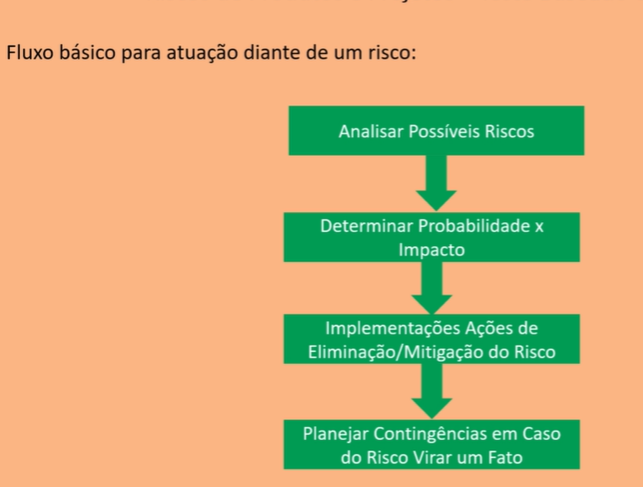 Fluxo básico para atuação diante de um risco:
Analisar Possíveis Riscos
Determinar Probabilidade x
Impacto
Implementações Ações de
Eliminação/Mitigação do Risco
Planejar Contingências em Caso
do Risco Virar um Fato